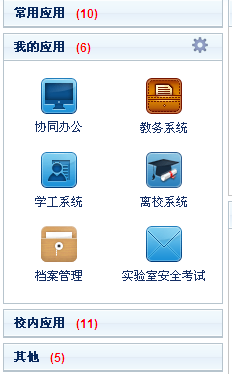 常用应用 (10)
我的应用 (6)
协同办公 教务系统
学工系统 离校系统
档案管理 实验室安全考试
校内应用 (11)
其他 (5)